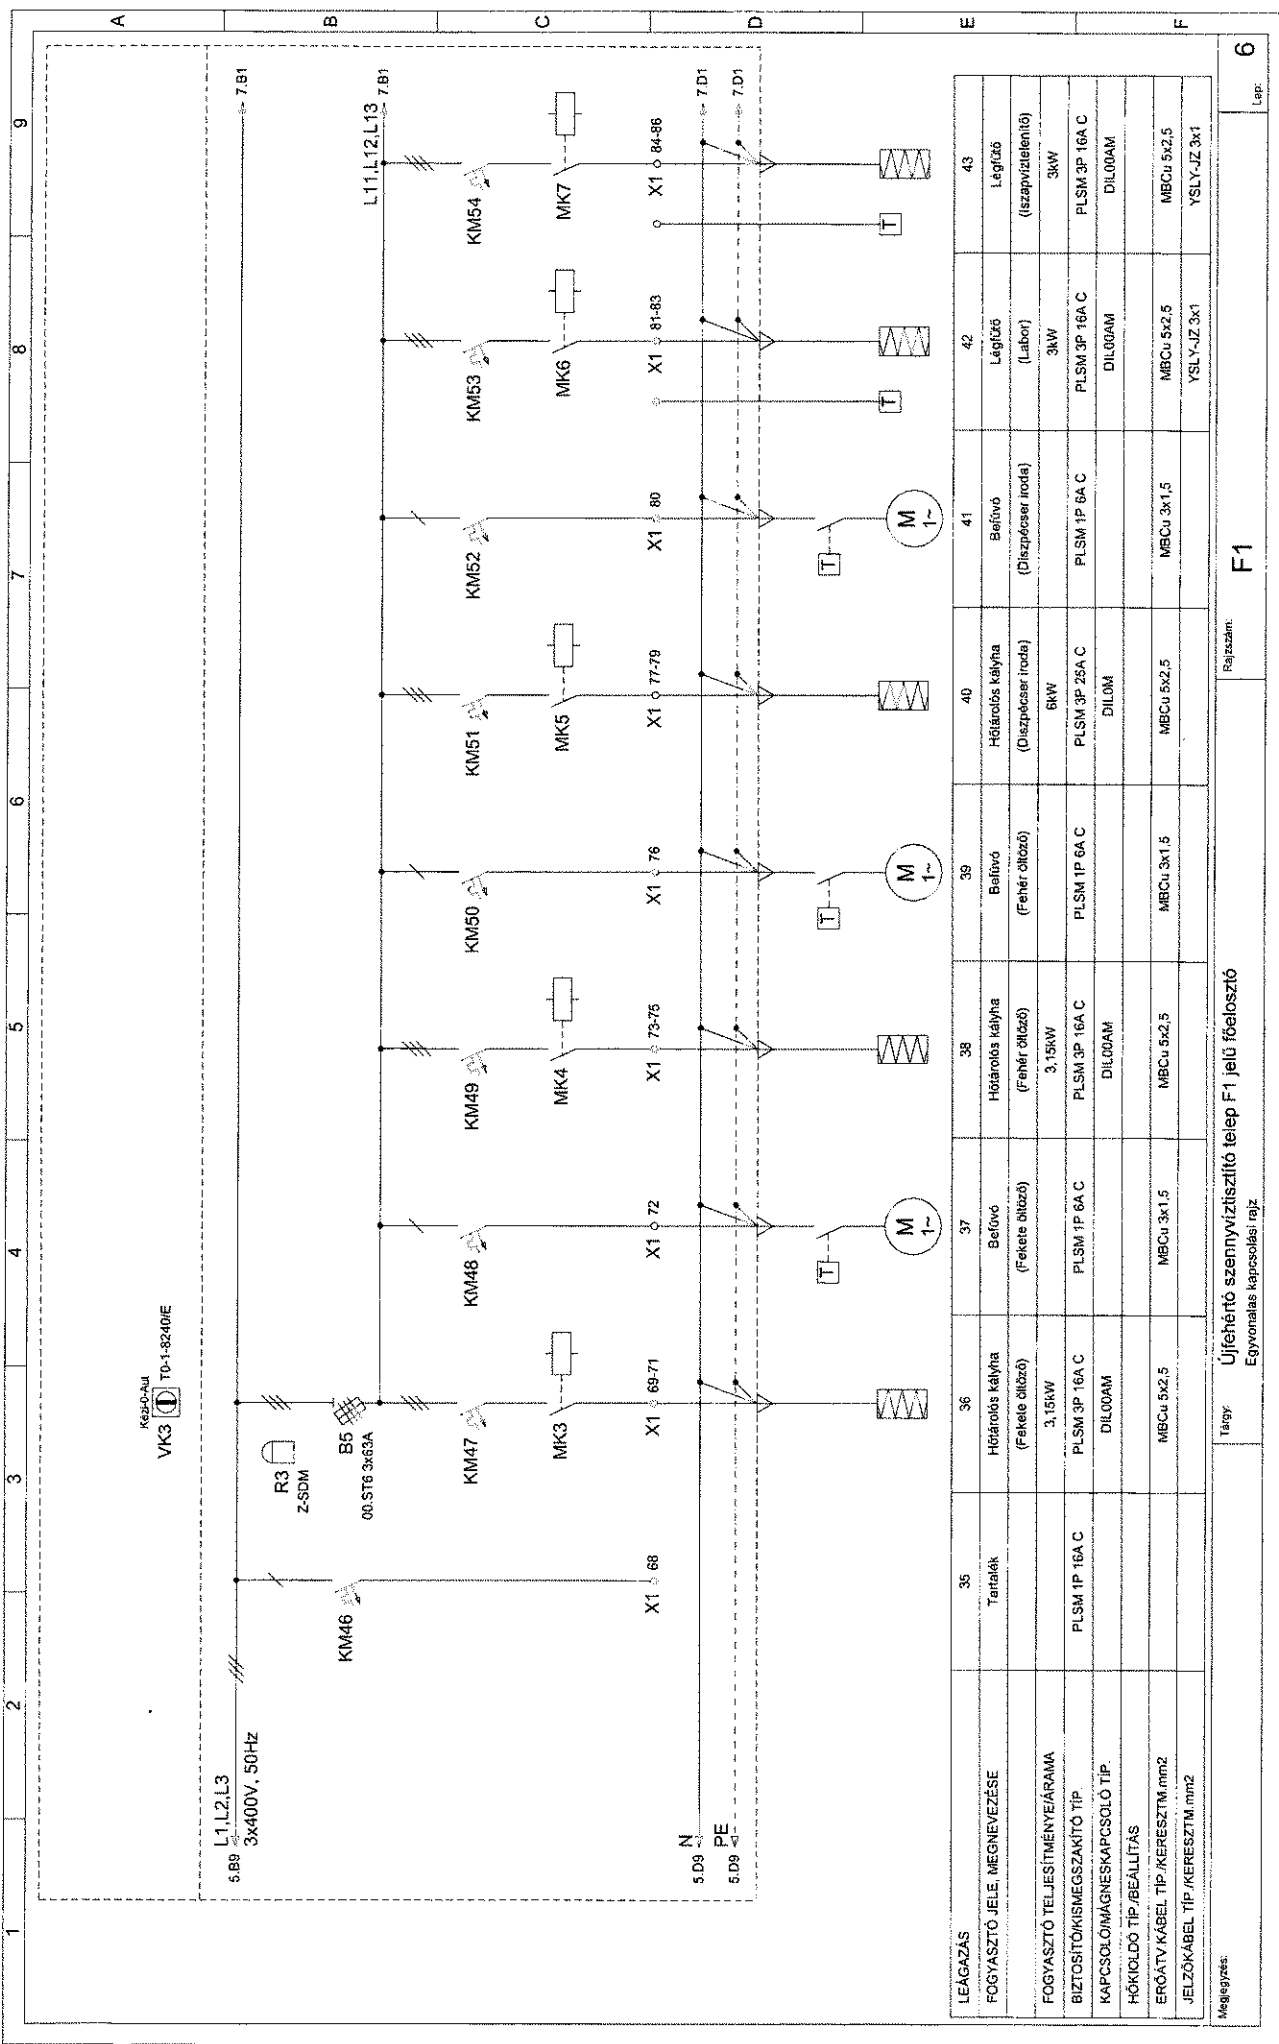 1 2 3 4 5 6 7 8 9
A
B
C
D
E
F
Kézi-0-Aut
VK3 T0-1-8240/E
5.B9 L1,L2,L3 7.B1
3x400V, 50Hz
R3
Z-SDM
B5
00.ST6 3x63A
L11,L12,L13 7.B1
KM46 KM47 KM48 KM49 KM50 KM51 KM52 KM53 KM54
MK3 MK4 MK5 MK6 MK7
X1 68 X1 69-71 X1 72 X1 73-75 X1 76 X1 77-79 X1 80 X1 81-83 X1 84-86
5.D9 N 7.D1
5.D9 PE 7.D1
T T T T T
M 1~ M 1~ M 1~
LEÁGAZÁS 35 36 37 38 39 40 41 42 43
FOGYASZTÓ JELE, MEGNEVEZÉSE Tartalék Hőtárolós kályha Befúvó Hőtárolós kályha Befúvó Hőtárolós kályha Befúvó Légfűtő Légfűtő
(Fekete öltöző) (Fekete öltöző) (Fehér öltöző) (Fehér öltöző) (Diszpécser iroda) (Diszpécser iroda) (Labor) (Iszapvíztelenítő)
FOGYASZTÓ TELJESÍTMÉNYE/ÁRAMA 3,15kW 3,15kW 6kW 3kW 3kW
BIZTOSÍTÓ/KISMEGSZAKÍTÓ TÍP. PLSM 1P 16A C PLSM 3P 16A C PLSM 1P 6A C PLSM 3P 16A C PLSM 1P 6A C PLSM 3P 25A C PLSM 1P 6A C PLSM 3P 16A C PLSM 3P 16A C
KAPCSOLÓ/MÁGNESKAPCSOLÓ TÍP. DIL00AM DIL00AM DIL0M DIL00AM DIL00AM
HŐKIOLDÓ TÍP./BEÁLLÍTÁS
ERŐÁTV.KÁBEL TÍP./KERESZTM.mm2 MBCu 5x2,5 MBCu 3x1,5 MBCu 5x2,5 MBCu 3x1,5 MBCu 5x2,5 MBCu 3x1,5 MBCu 5x2,5 MBCu 5x2,5
JELZŐKÁBEL TÍP./KERESZTM.mm2 YSLY-JZ 3x1 YSLY-JZ 3x1
Megjegyzés:
Tárgy: Újfehértó szennyvíztisztító telep F1 jelű főelosztó
Egyvonalas kapcsolási rajz
Rajzszám: F1
Lap: 6